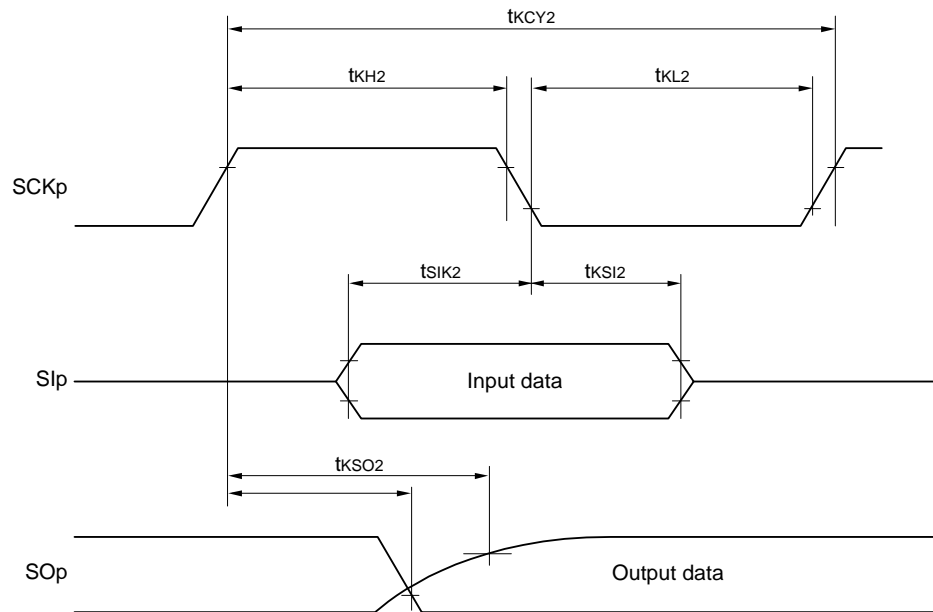 tKCY2
tKH2
tKL2
SCKp
tSIK2
tKSI2
SIp
Input data
tKSO2
SOp
Output data